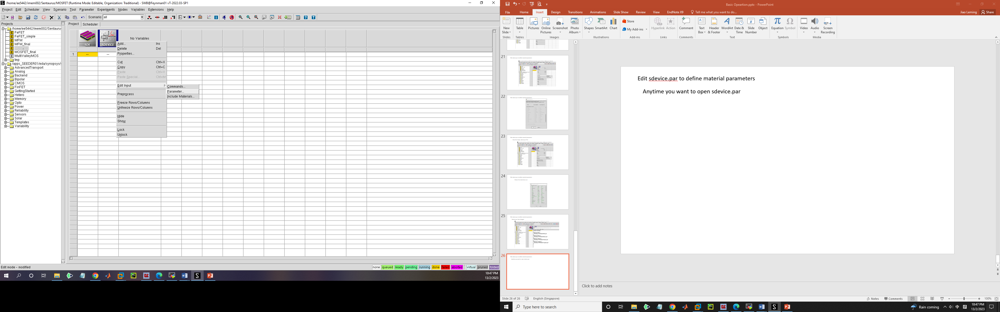 /home/ee5442/imem002/Sentaurus/MOSFET (Runtime Mode: Editable, Organization: Traditional) - SWB@Feynman01 vT-2022.03-SP1
Project Edit Scheduler View Scenario Tool Parameter Experiments Nodes Variables Extensions Help
Scenario: all
Projects
/home/ee5442/imem002/Sentaurus
FeFET
FeFET_simple
MFM
MFM_final
MOSFET_final
MultiValleyMOS
tmp
/apps_SEEDER01/eda/synopsys/s
AdvancedTransport
Analog
Backend
Bipolar
CMOS
FinFET
GettingStarted
Hetero
Memory
Opto
Power
Reliability
Sensors
Solar
Templates
Variability
Project Scheduler
SDE SDEVICE No Variables
1 -- --
Add... Ins
Delete Del
Properties...
Cut Ctrl+X
Copy Ctrl+C
Paste Ctrl+V
Paste Special... Ctrl+M
Edit Input
Commands...
Parameter...
Include Materials...
Preprocess
Freeze Rows/Columns
Unfreeze Rows/Columns
Hide
Show
Lock
Unlock
Edit mode - modified
none queued ready pending running done failed aborted virtual pruned folded
10:47 PM
13/2/2023
Basic Opeartion.pptx - PowerPoint
File Home Insert Design Transitions Animations Slide Show Review View EndNote X9 Tell me what you want to do...
Jiao Leming Share
New Slide
Table
Pictures
Online Pictures
Screenshot
Photo Album
Shapes
SmartArt
Chart
Store
My Add-ins
Hyperlink
Action
Comment
Text Box
Header & Footer
WordArt
Date & Time
Slide Number
Object
Equation
Symbol
Video
Audio
Screen Recording
Slides Tables Images Illustrations Add-ins Links Comments Text Symbols Media
21
22
23
24
25
26
Edit sdevice.par to define material parameters
Anytime you want to open sdevice.par
Click to add notes
Slide 26 of 26 English (Singapore)
Notes Comments 100%
Type here to search
Rain coming
中
10:47 PM
13/2/2023